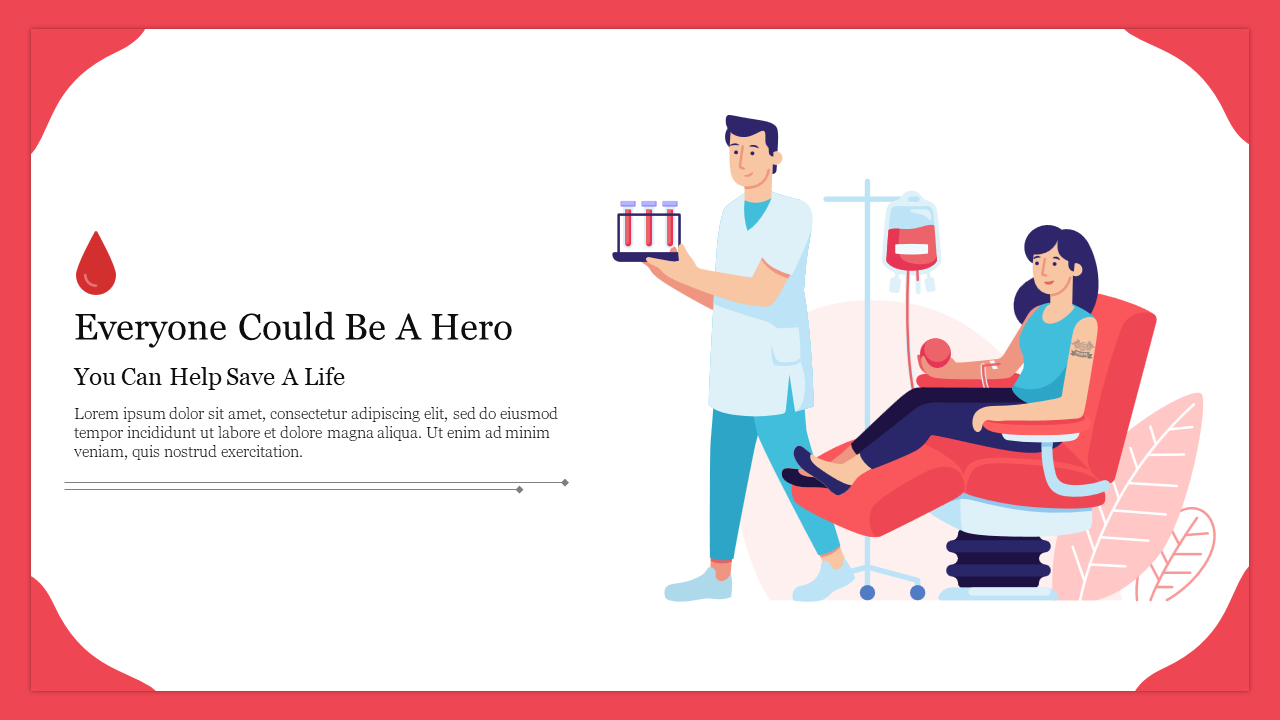 Everyone Could Be A Hero
You Can Help Save A Life
Lorem ipsum dolor sit amet, consectetur adipiscing elit, sed do eiusmod
tempor incididunt ut labore et dolore magna aliqua. Ut enim ad minim
veniam, quis nostrud exercitation.